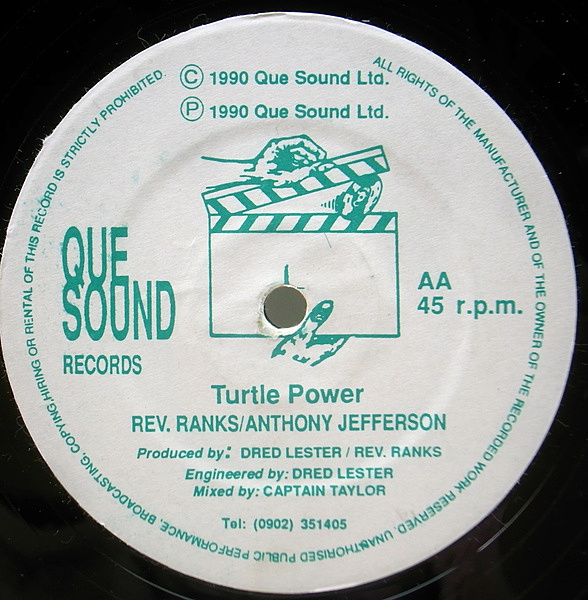 © 1990 Que Sound Ltd.
Ⓟ 1990 Que Sound Ltd.
ALL RIGHTS OF THE MANUFACTURER AND OF THE OWNER OF THE RECORDED WORK RESERVED. UNAUTHORISED PUBLIC PERFORMANCE, BROADCASTING, COPYING,HIRING OR RENTAL OF THIS RECORD IS STRICTLY PROHIBITED.
QUE
SOUND
RECORDS
AA
45 r.p.m.
Turtle Power
REV. RANKS/ANTHONY JEFFERSON
Produced by: DRED LESTER / REV. RANKS
Engineered by: DRED LESTER
Mixed by: CAPTAIN TAYLOR
Tel: (0902) 351405